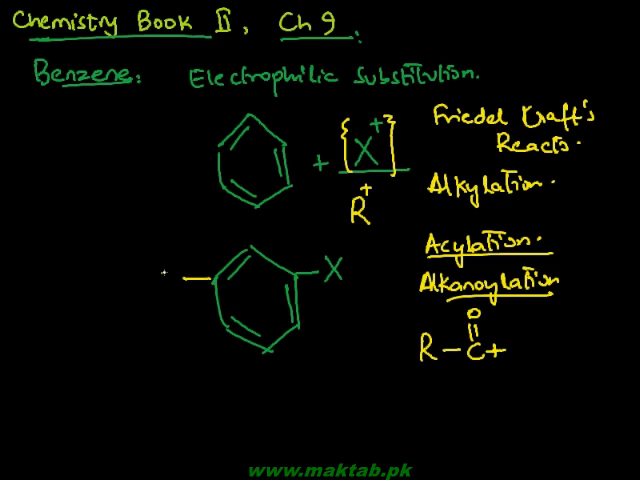 Chemistry Book II, Ch 9:
Benzene: Electrophilic Substitution.
Friedel Craft's
Reacts.
+ [X+]
R+
Alkylation.
Acylation.
Alkanoylation
X
O
R-C+
www.maktab.pk